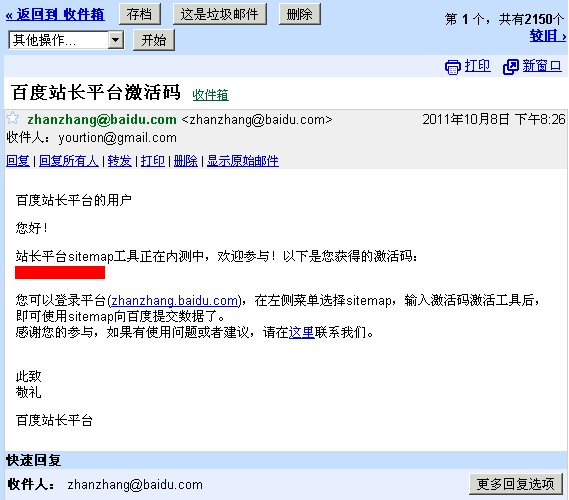 « 返回到 收件箱 存档 这是垃圾邮件 删除 第 1 个，共有2150个
其他操作... 开始 较旧 ›
打印 新窗口
百度站长平台激活码 收件箱
zhanzhang@baidu.com <zhanzhang@baidu.com> 2011年10月8日 下午8:26
收件人：yourtion@gmail.com
回复 | 回复所有人 | 转发 | 打印 | 删除 | 显示原始邮件
百度站长平台的用户
您好！
站长平台sitemap工具正在内测中，欢迎参与！以下是您获得的激活码：
您可以登录平台(zhanzhang.baidu.com)，在左侧菜单选择sitemap，输入激活码激活工具后，
即可使用sitemap向百度提交数据了。
感谢您的参与，如果有使用问题或者建议，请在这里联系我们。
此致
敬礼
百度站长平台
快速回复
收件人： zhanzhang@baidu.com 更多回复选项